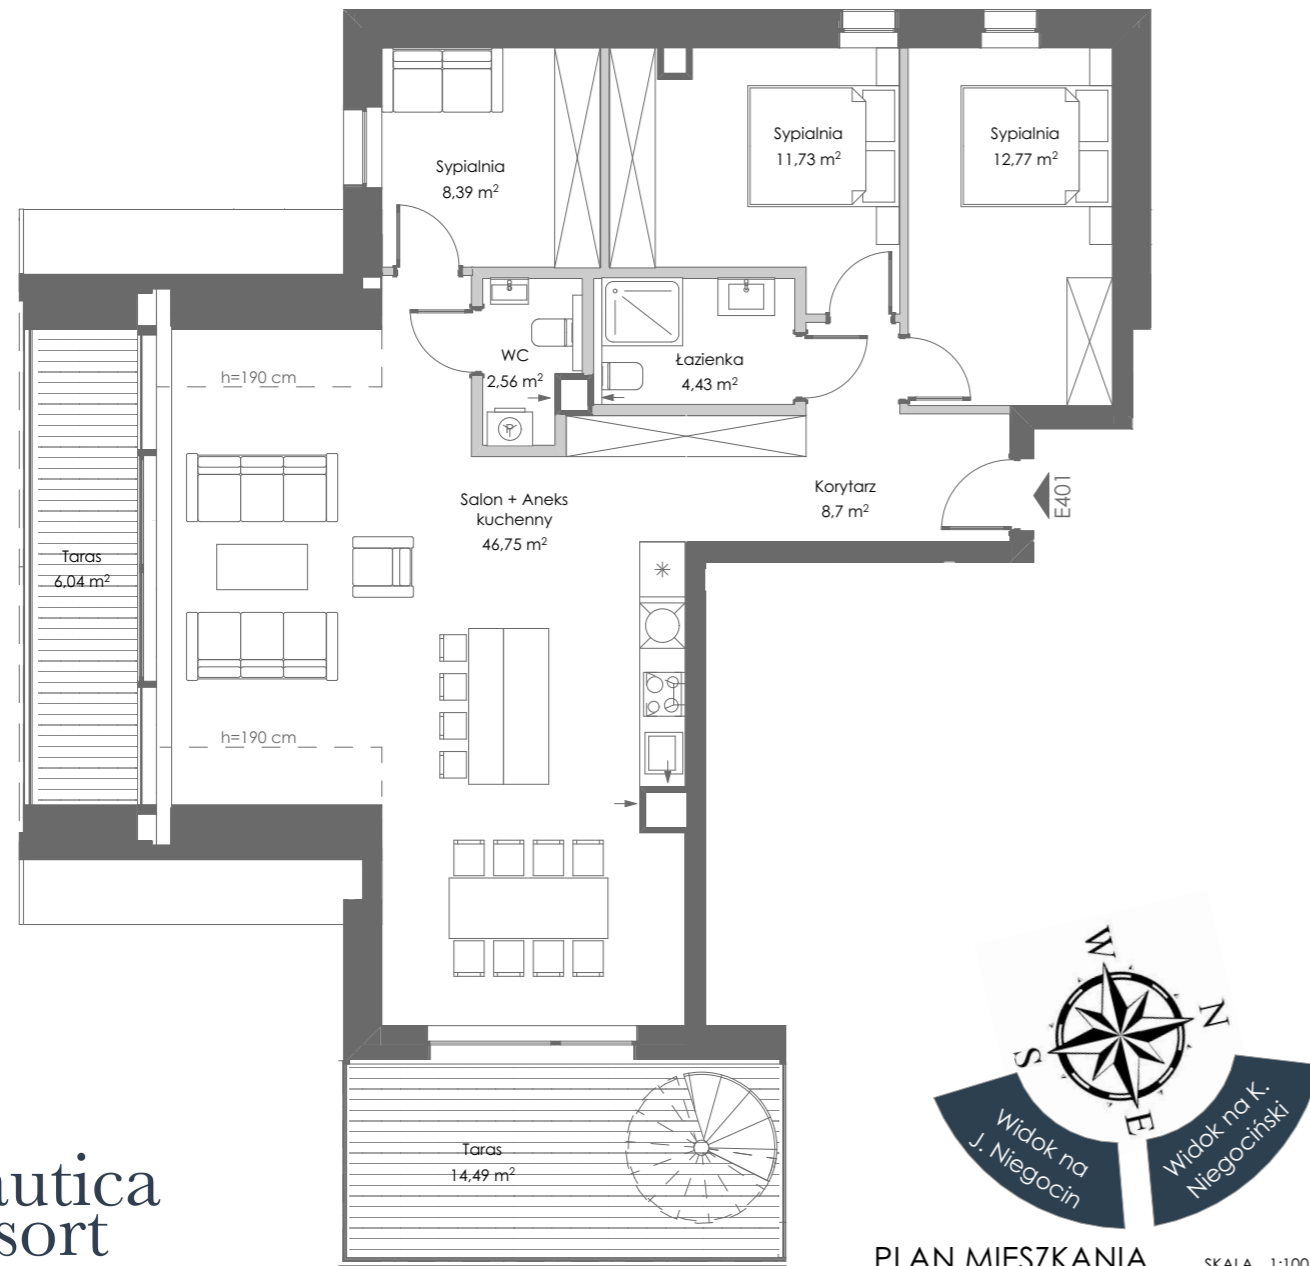 Sypialnia
8,39 m²
Sypialnia
11,73 m²
Sypialnia
12,77 m²
h=190 cm
WC
2,56 m²
Łazienka
4,43 m²
P
Salon + Aneks
kuchenny
46,75 m²
Korytarz
8,7 m²
E401
Taras
6,04 m²
h=190 cm
Taras
14,49 m²
W
N
S
E
Widok na
J. Niegocin
Widok na K.
Niegociński
autica
sort
PLAN MIESZKANIA
SKALA 1:100